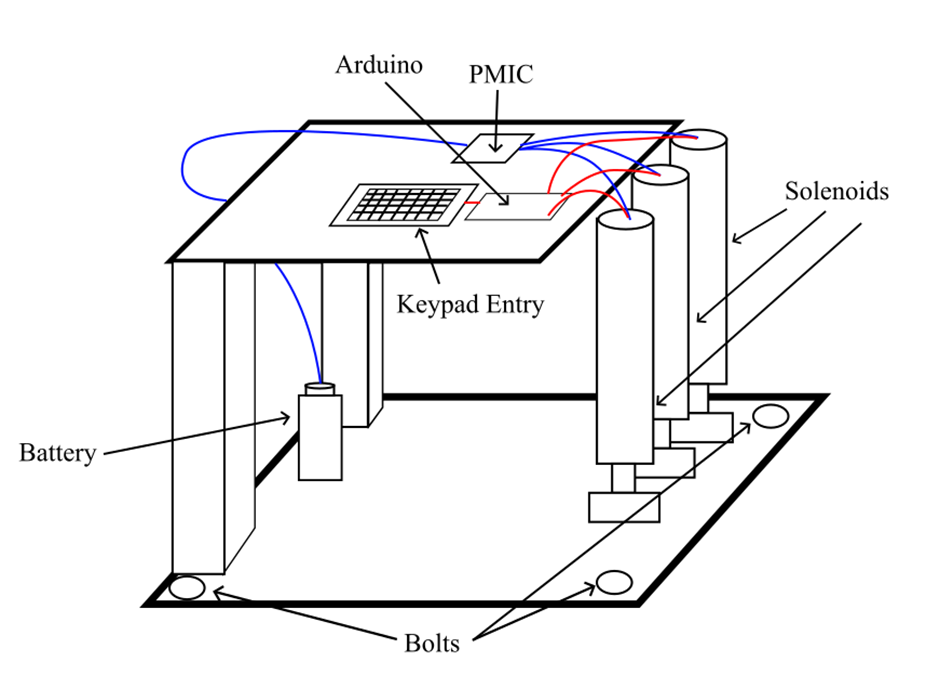 Arduino
PMIC
Solenoids
Keypad Entry
Battery
Bolts